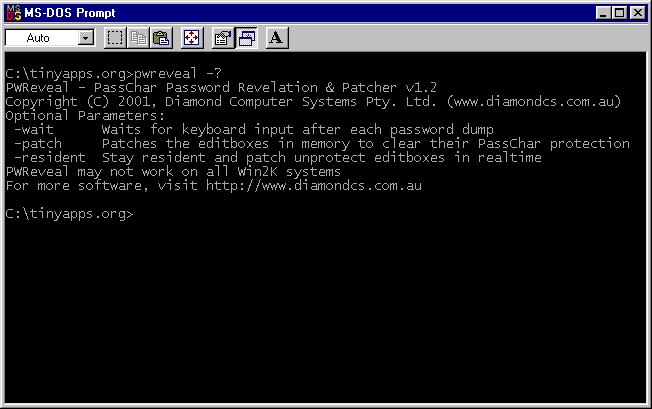 MS-DOS Prompt
Auto
A
C:\tinyapps.org>pwreveal -?
PWReveal - PassChar Password Revelation & Patcher v1.2
Copyright (C) 2001, Diamond Computer Systems Pty. Ltd. (www.diamondcs.com.au)
Optional Parameters:
-wait Waits for keyboard input after each password dump
-patch Patches the editboxes in memory to clear their PassChar protection
-resident Stay resident and patch unprotect editboxes in realtime
PWReveal may not work on all Win2K systems
For more software, visit http://www.diamondcs.com.au
C:\tinyapps.org>